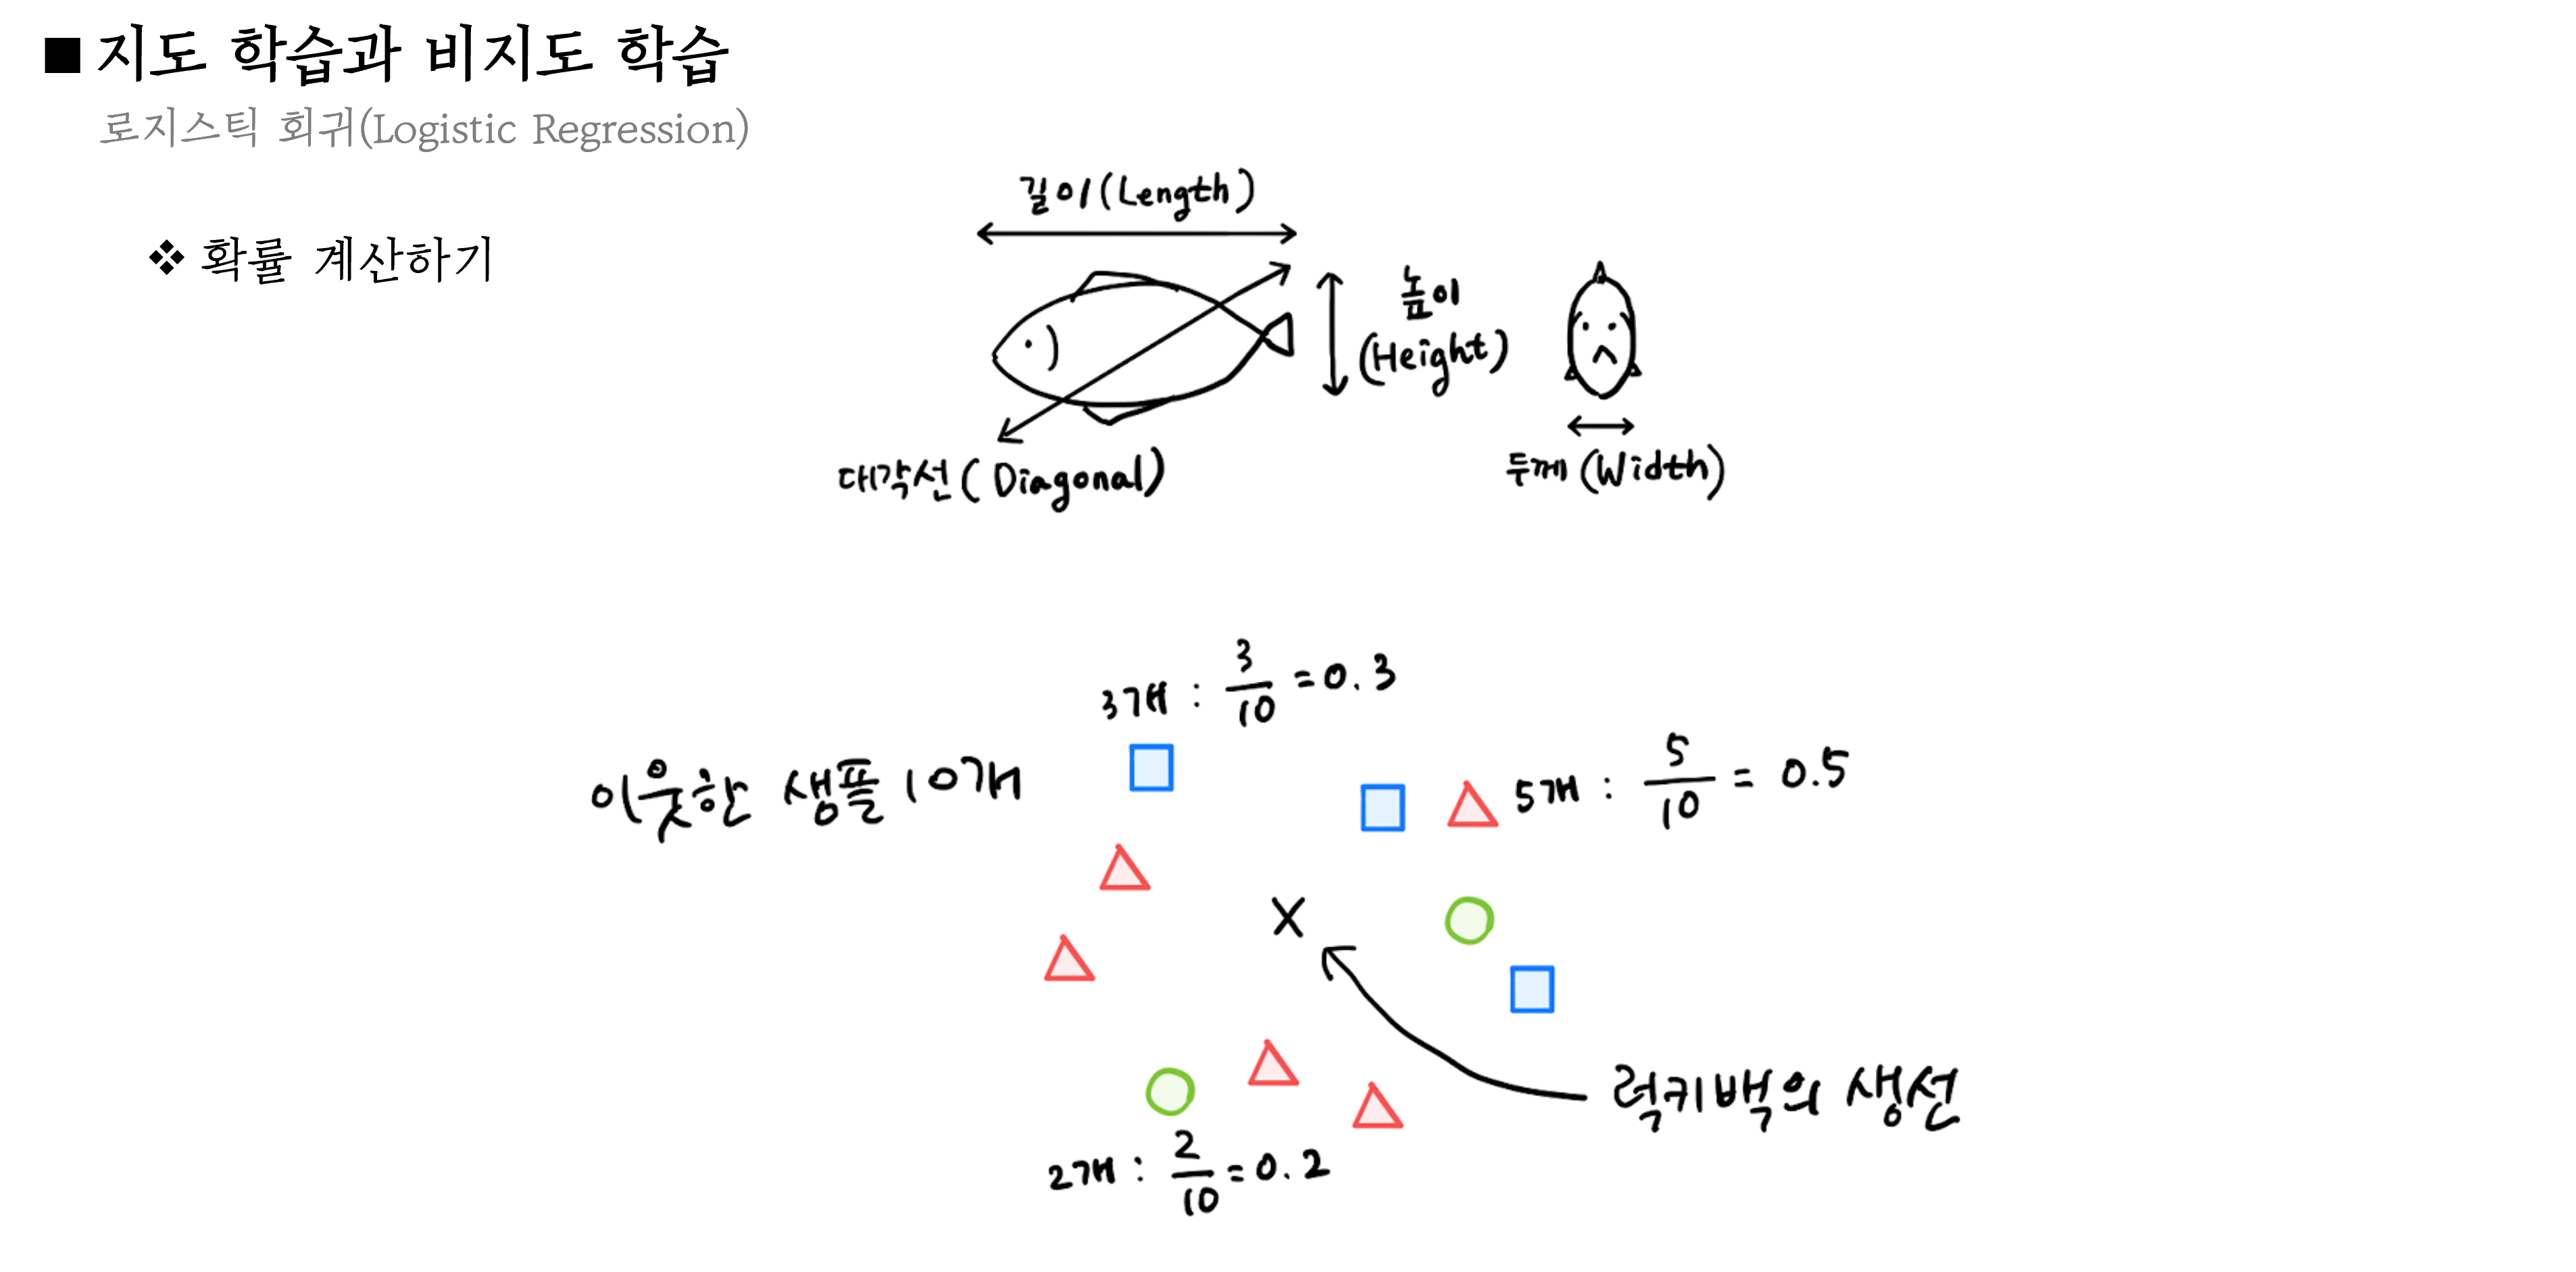 ■ 지도 학습과 비지도 학습
로지스틱 회귀(Logistic Regression)
❖ 확률 계산하기
길이(Length)
높이
(Height)
대각선(Diagonal)
두께(Width)
3개 : 3/10 = 0.3
이웃한 샘플 10개
5개 : 5/10 = 0.5
X
럭키백의 생선
2개 : 2/10 = 0.2